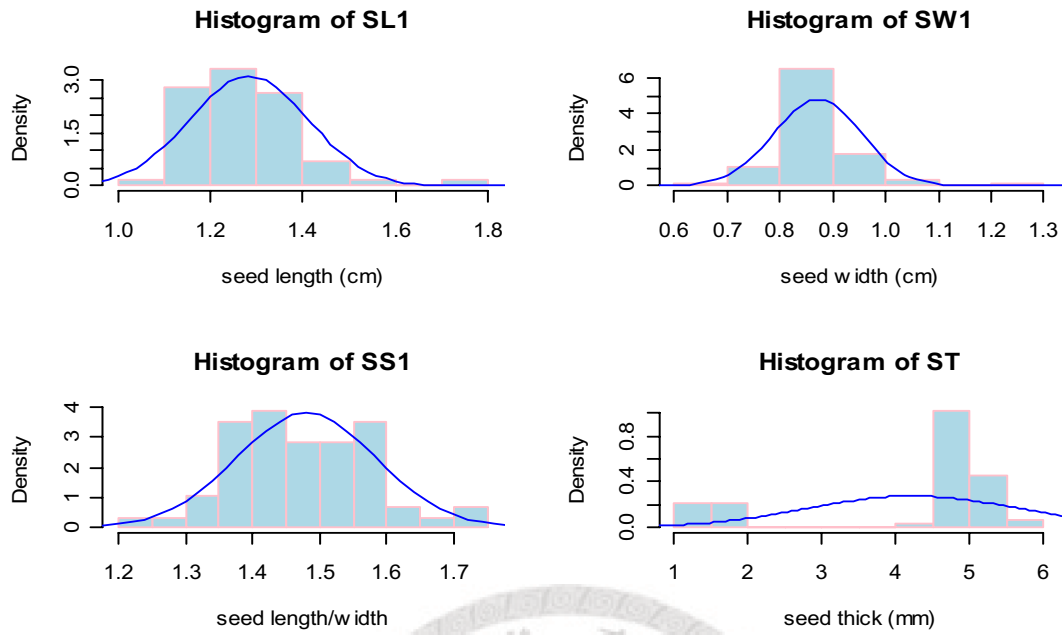 Histogram of SL1
Density
0.0 1.5 3.0
1.0 1.2 1.4 1.6 1.8
seed length (cm)
Histogram of SW1
Density
0 2 4 6
0.6 0.7 0.8 0.9 1.0 1.1 1.2 1.3
seed width (cm)
Histogram of SS1
Density
0 1 2 3 4
1.2 1.3 1.4 1.5 1.6 1.7
seed length/width
Histogram of ST
Density
0.0 0.4 0.8
1 2 3 4 5 6
seed thick (mm)